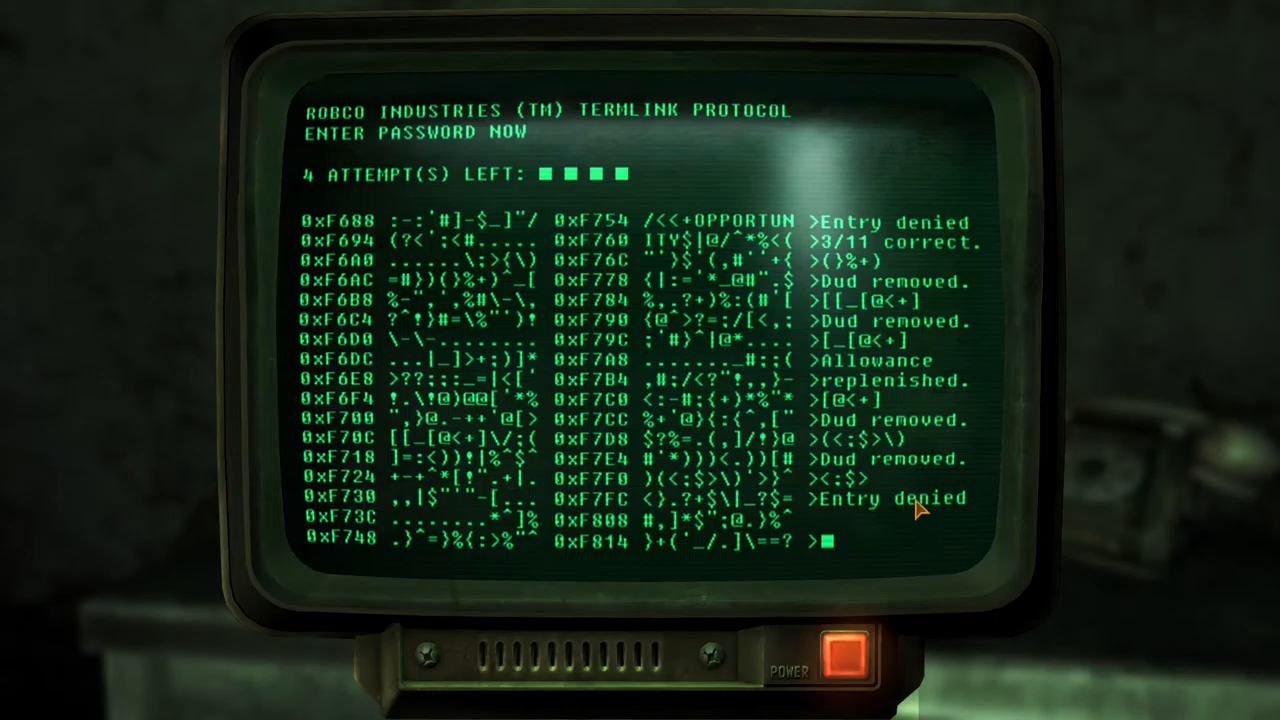 ROBCO INDUSTRIES (TM) TERMLINK PROTOCOL
ENTER PASSWORD NOW
4 ATTEMPT(S) LEFT: ■ ■ ■ ■
0xF688 :-:'#]-$_]"/ 0xF754 /<<+OPPORTUN >Entry denied
0xF694 (?<':<#..... 0xF760 ITY$|@/^*%<( >3/11 correct.
0xF6A0 ......\:>{\) 0xF76C "'}$'(,#''+{ >(}%+)
0xF6AC =#})(}%+)^_[ 0xF778 {|:='*_@#".$ >Dud removed.
0xF6B8 %-",',%#\-\, 0xF784 %,.?+)%:(#'[ >[[_[@<+]
0xF6C4 ?^!}#=\%"')! 0xF790 {@^>?=;/[<,: >Dud removed.
0xF6D0 \-\-........ 0xF79C ;'#}^|@*.... >[_[@<+]
0xF6DC ...|_]>+;)]* 0xF7A8 ........_#;:( >Allowance
0xF6E8 >??;:;_=|<[' 0xF7B4 ,#:/<?"!,,}- >replenished.
0xF6F4 !.\!@)@@['*% 0xF7C0 <:-#:{+)*%"* >[@<+]
0xF700 ",}@.-++'@[> 0xF7CC %+'@}{:{^,[" >Dud removed.
0xF70C [[_[@<+]\/;( 0xF7D8 $?%=.(,]/!}@ >(<:$>\)
0xF718 ]=:<))!|%^$^ 0xF7E4 #'*)))<.))[# >Dud removed.
0xF724 +-+^*[!".+.| 0xF7F0 )(<:$>\)'>}^ ><:$>
0xF730 ,,|$"'"-[... 0xF7FC <}.?+$\|_?$= >Entry denied
0xF73C ........*^]% 0xF808 #,]*$";@.}%^
0xF748 .}^=}%{:>%"^ 0xF814 }+('_/.]\==? >■
POWER